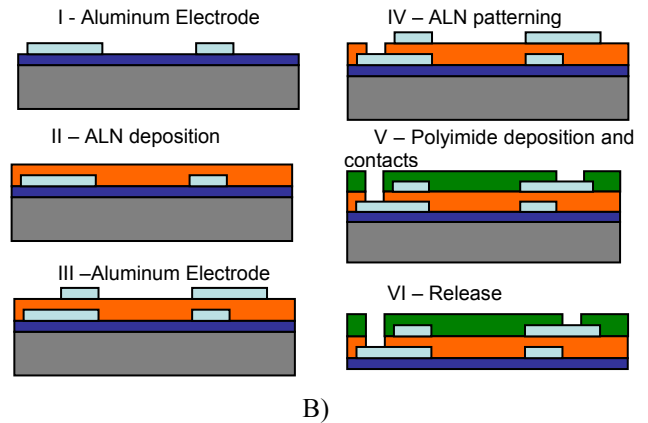 I - Aluminum Electrode
II – ALN deposition
III –Aluminum Electrode
IV – ALN patterning
V – Polyimide deposition and
contacts
VI – Release
B)